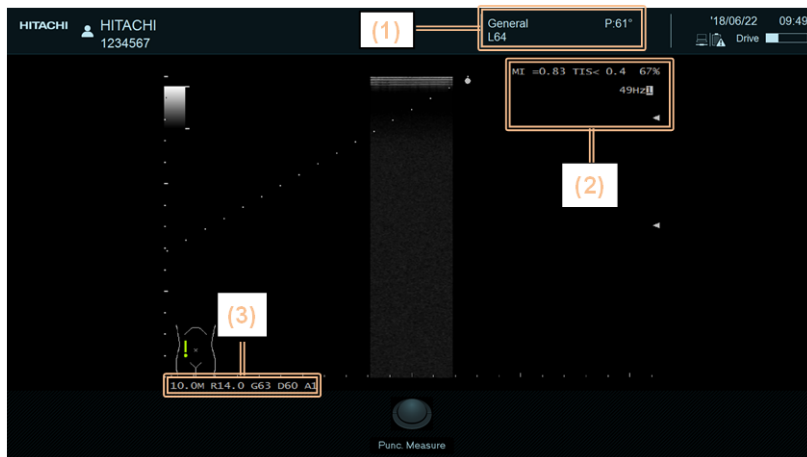 HITACHI
HITACHI
1234567
(1)
General P:61°
L64
'18/06/22 09:49
Drive
MI =0.83 TIS< 0.4 67%
49Hz
(2)
(3)
10.0M R14.0 G63 D60 A1
Punc. Measure